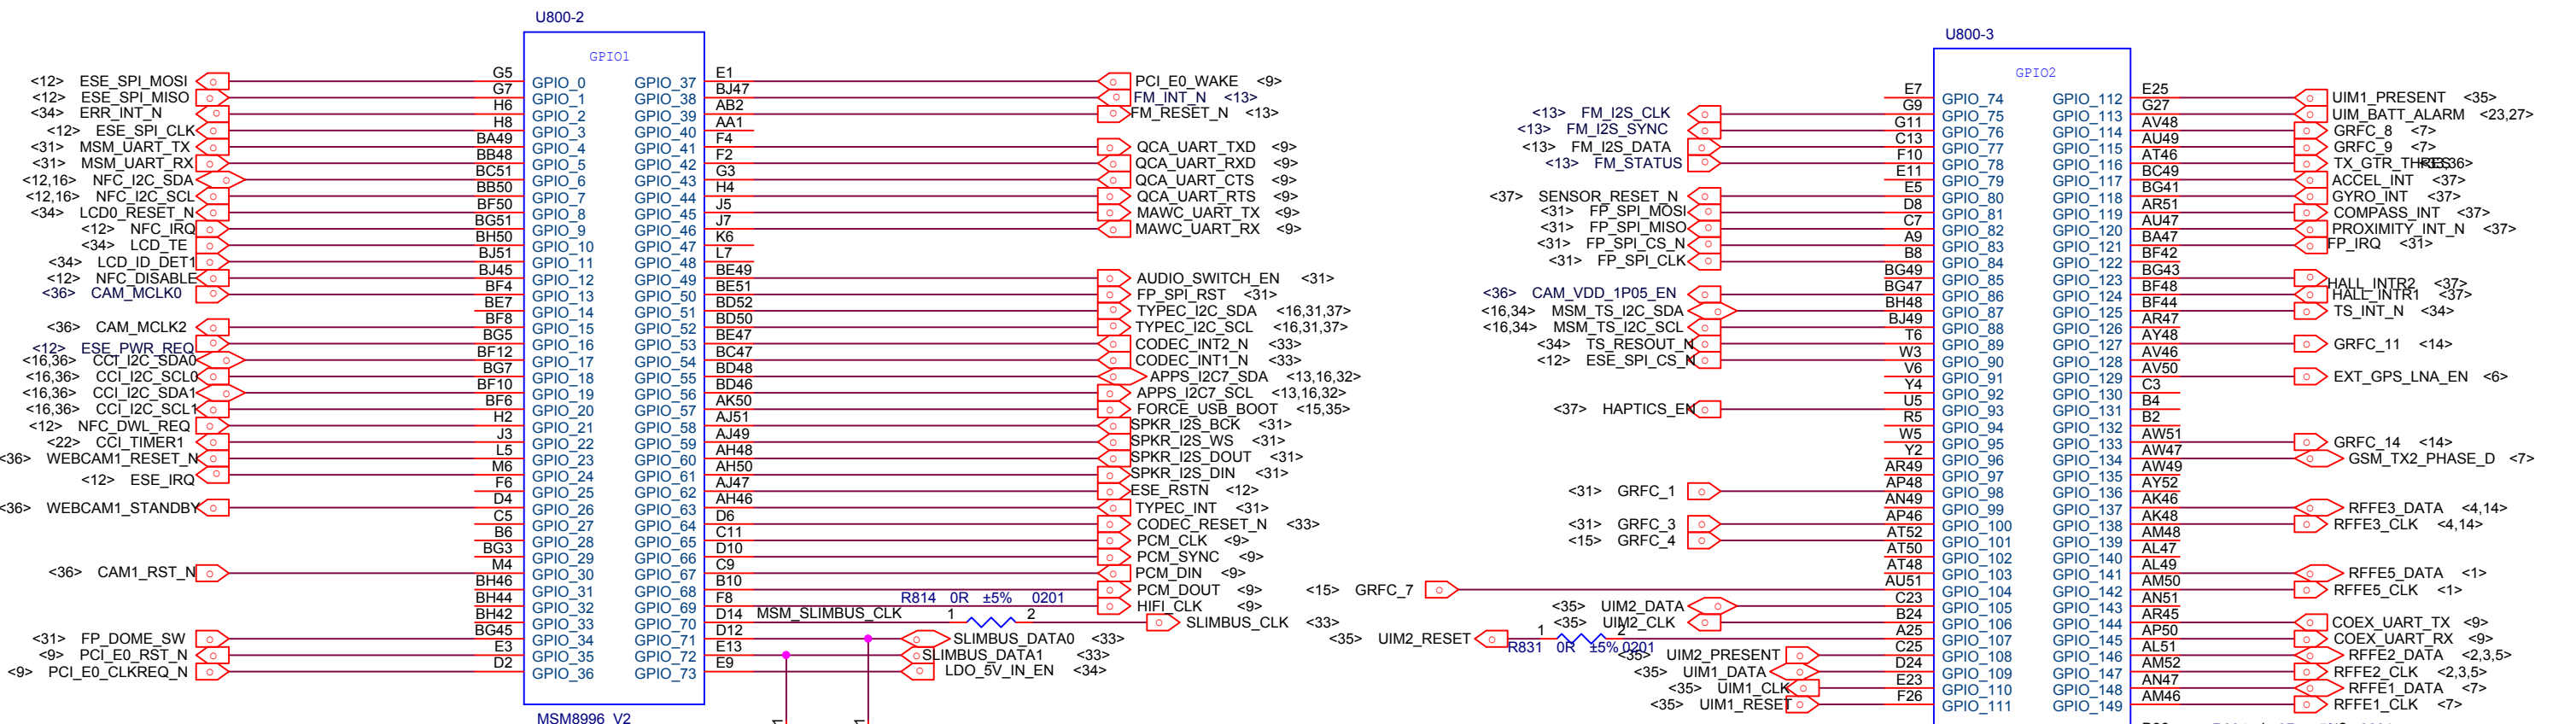 U800-2
GPIO1
<12> ESE_SPI_MOSI G5 GPIO_0 GPIO_37 E1 PCI_E0_WAKE <9>
<12> ESE_SPI_MISO G7 GPIO_1 GPIO_38 BJ47 FM_INT_N <13>
<34> ERR_INT_N H6 GPIO_2 GPIO_39 AB2 FM_RESET_N <13>
<12> ESE_SPI_CLK H8 GPIO_3 GPIO_40 AA1
<31> MSM_UART_TX BA49 GPIO_4 GPIO_41 F4 QCA_UART_TXD <9>
<31> MSM_UART_RX BB48 GPIO_5 GPIO_42 F2 QCA_UART_RXD <9>
<12,16> NFC_I2C_SDA BC51 GPIO_6 GPIO_43 G3 QCA_UART_CTS <9>
<12,16> NFC_I2C_SCL BB50 GPIO_7 GPIO_44 H4 QCA_UART_RTS <9>
<34> LCD0_RESET_N BF50 GPIO_8 GPIO_45 J5 MAWC_UART_TX <9>
<12> NFC_IRQ BG51 GPIO_9 GPIO_46 J7 MAWC_UART_RX <9>
<34> LCD_TE BH50 GPIO_10 GPIO_47 K6
<34> LCD_ID_DET1 BJ51 GPIO_11 GPIO_48 L7
<12> NFC_DISABLE BJ45 GPIO_12 GPIO_49 BE49 AUDIO_SWITCH_EN <31>
<36> CAM_MCLK0 BF4 GPIO_13 GPIO_50 BE51 FP_SPI_RST <31>
BE7 GPIO_14 GPIO_51 BD52 TYPEC_I2C_SDA <16,31,37>
<36> CAM_MCLK2 BF8 GPIO_15 GPIO_52 BD50 TYPEC_I2C_SCL <16,31,37>
<12> ESE_PWR_REQ BG5 GPIO_16 GPIO_53 BE47 CODEC_INT2_N <33>
<16,36> CCI_I2C_SDA0 BF12 GPIO_17 GPIO_54 BC47 CODEC_INT1_N <33>
<16,36> CCI_I2C_SCL0 BG7 GPIO_18 GPIO_55 BD48 APPS_I2C7_SDA <13,16,32>
<16,36> CCI_I2C_SDA1 BF10 GPIO_19 GPIO_56 BD46 APPS_I2C7_SCL <13,16,32>
<16,36> CCI_I2C_SCL1 BF6 GPIO_20 GPIO_57 AK50 FORCE_USB_BOOT <15,35>
<12> NFC_DWL_REQ H2 GPIO_21 GPIO_58 AJ51 SPKR_I2S_BCK <31>
<22> CCI_TIMER1 J3 GPIO_22 GPIO_59 AJ49 SPKR_I2S_WS <31>
<36> WEBCAM1_RESET_N L5 GPIO_23 GPIO_60 AH48 SPKR_I2S_DOUT <31>
<12> ESE_IRQ M6 GPIO_24 GPIO_61 AH50 SPKR_I2S_DIN <31>
F6 GPIO_25 GPIO_62 AJ47 ESE_RSTN <12>
<36> WEBCAM1_STANDBY D4 GPIO_26 GPIO_63 AH46 TYPEC_INT <31>
C5 GPIO_27 GPIO_64 D6 CODEC_RESET_N <33>
B6 GPIO_28 GPIO_65 C11 PCM_CLK <9>
BG3 GPIO_29 GPIO_66 D10 PCM_SYNC <9>
<36> CAM1_RST_N M4 GPIO_30 GPIO_67 C9 PCM_DIN <9>
BH46 GPIO_31 GPIO_68 B10 PCM_DOUT <9>
BH44 GPIO_32 GPIO_69 F8 HIFI_CLK <9>
R814 0R ±5% 0201
BH42 GPIO_33 GPIO_70 D14 MSM_SLIMBUS_CLK 1 2 SLIMBUS_CLK <33>
<31> FP_DOME_SW BG45 GPIO_34 GPIO_71 D12 SLIMBUS_DATA0 <33>
<9> PCI_E0_RST_N E3 GPIO_35 GPIO_72 E13 SLIMBUS_DATA1 <33>
<9> PCI_E0_CLKREQ_N D2 GPIO_36 GPIO_73 E9 LDO_5V_IN_EN <34>
MSM8996_V2
1 1
U800-3
GPIO2
E7 GPIO_74 GPIO_112 E25 UIM1_PRESENT <35>
<13> FM_I2S_CLK G9 GPIO_75 GPIO_113 G27 UIM_BATT_ALARM <23,27>
<13> FM_I2S_SYNC G11 GPIO_76 GPIO_114 AV48 GRFC_8 <7>
<13> FM_I2S_DATA C13 GPIO_77 GPIO_115 AU49 GRFC_9 <7>
<13> FM_STATUS F10 GPIO_78 GPIO_116 AT46 TX_GTR_THRES
E11 GPIO_79 GPIO_117 BC49 ACCEL_INT <37>
<37> SENSOR_RESET_N E5 GPIO_80 GPIO_118 BG41 GYRO_INT <37>
<31> FP_SPI_MOSI D8 GPIO_81 GPIO_119 AR51 COMPASS_INT <37>
<31> FP_SPI_MISO C7 GPIO_82 GPIO_120 AU47 PROXIMITY_INT_N <37>
<31> FP_SPI_CS_N A9 GPIO_83 GPIO_121 BA47 FP_IRQ <31>
<31> FP_SPI_CLK B8 GPIO_84 GPIO_122 BF42
BG49 GPIO_85 GPIO_123 BG43 HALL_INTR2 <37>
<36> CAM_VDD_1P05_EN BG47 GPIO_86 GPIO_124 BF48 HALL_INTR1 <37>
<16,34> MSM_TS_I2C_SDA BH48 GPIO_87 GPIO_125 BF44 TS_INT_N <34>
<16,34> MSM_TS_I2C_SCL BJ49 GPIO_88 GPIO_126 AR47
<34> TS_RESOUT_N T6 GPIO_89 GPIO_127 AY48 GRFC_11 <14>
<12> ESE_SPI_CS_N W3 GPIO_90 GPIO_128 AV46
V6 GPIO_91 GPIO_129 AV50 EXT_GPS_LNA_EN <6>
Y4 GPIO_92 GPIO_130 C3
<37> HAPTICS_EN U5 GPIO_93 GPIO_131 B4
R5 GPIO_94 GPIO_132 B2
W5 GPIO_95 GPIO_133 AW51 GRFC_14 <14>
Y2 GPIO_96 GPIO_134 AW47 GSM_TX2_PHASE_D <7>
AR49 GPIO_97 GPIO_135 AW49
<31> GRFC_1 AP48 GPIO_98 GPIO_136 AY52
AN49 GPIO_99 GPIO_137 AK46 RFFE3_DATA <4,14>
<31> GRFC_3 AP46 GPIO_100 GPIO_138 AK48 RFFE3_CLK <4,14>
<15> GRFC_4 AT52 GPIO_101 GPIO_139 AM48
AT50 GPIO_102 GPIO_140 AL47
AT48 GPIO_103 GPIO_141 AL49 RFFE5_DATA <1>
<15> GRFC_7 AU51 GPIO_104 GPIO_142 AM50 RFFE5_CLK <1>
<35> UIM2_DATA C23 GPIO_105 GPIO_143 AN51
<35> UIM2_CLK B24 GPIO_106 GPIO_144 AR45 COEX_UART_TX <9>
<35> UIM2_RESET 1 2 A25 GPIO_107 GPIO_145 AP50 COEX_UART_RX <9>
R831 0R ±5% 0201
<35> UIM2_PRESENT C25 GPIO_108 GPIO_146 AL51 RFFE2_DATA <2,3,5>
<35> UIM1_DATA D24 GPIO_109 GPIO_147 AM52 RFFE2_CLK <2,3,5>
<35> UIM1_CLK E23 GPIO_110 GPIO_148 AN47 RFFE1_DATA <7>
<35> UIM1_RESET F26 GPIO_111 GPIO_149 AM46 RFFE1_CLK <7>